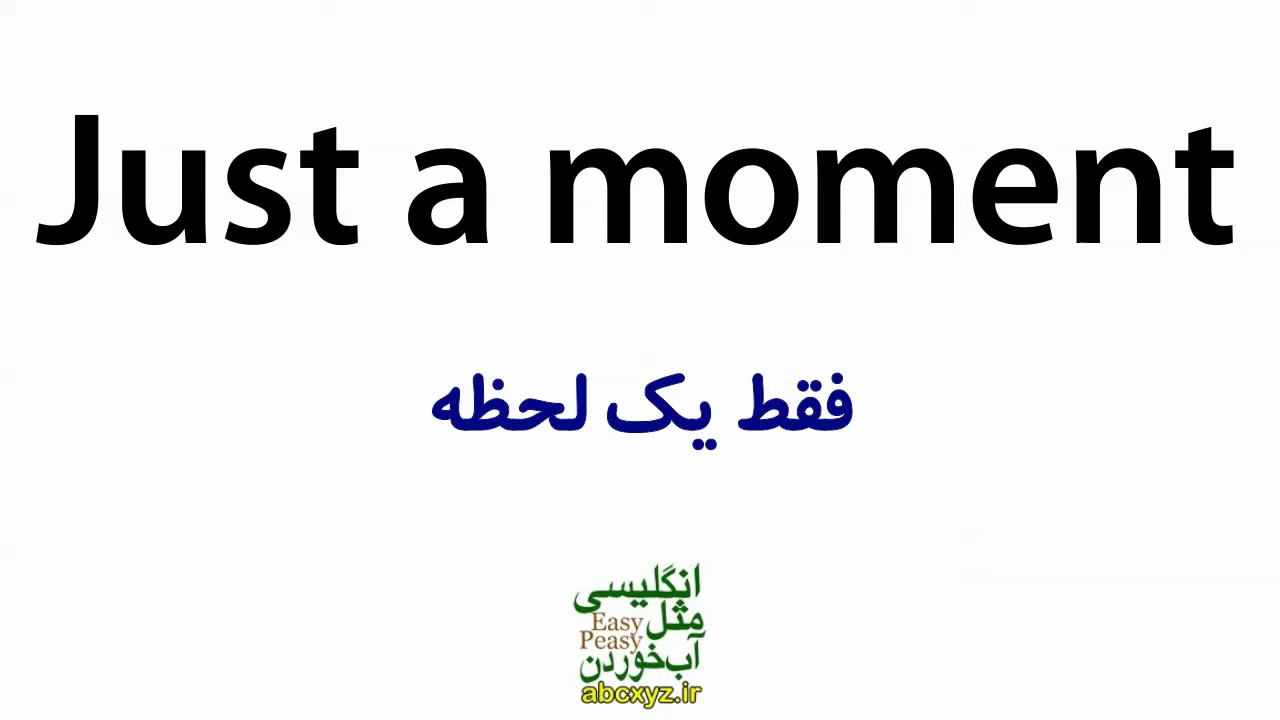 Just a moment
فقط یک لحظه
انگلیسی
مثل
Easy
Peasy
آب‌خوردن
abcxyz.ir